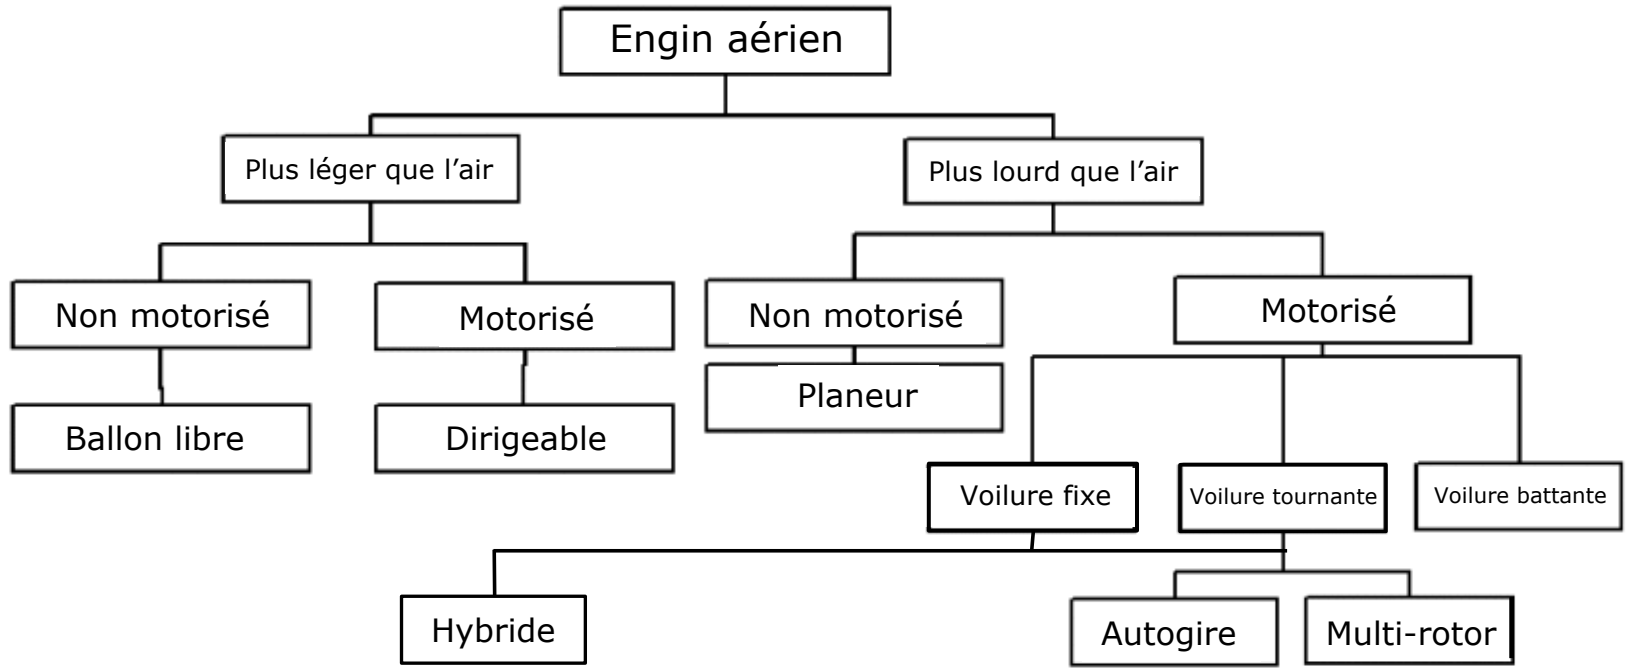 Engin aérien
Plus léger que l’air
Plus lourd que l’air
Non motorisé
Motorisé
Non motorisé
Motorisé
Ballon libre
Dirigeable
Planeur
Voilure fixe
Voilure tournante
Voilure battante
Hybride
Autogire
Multi-rotor